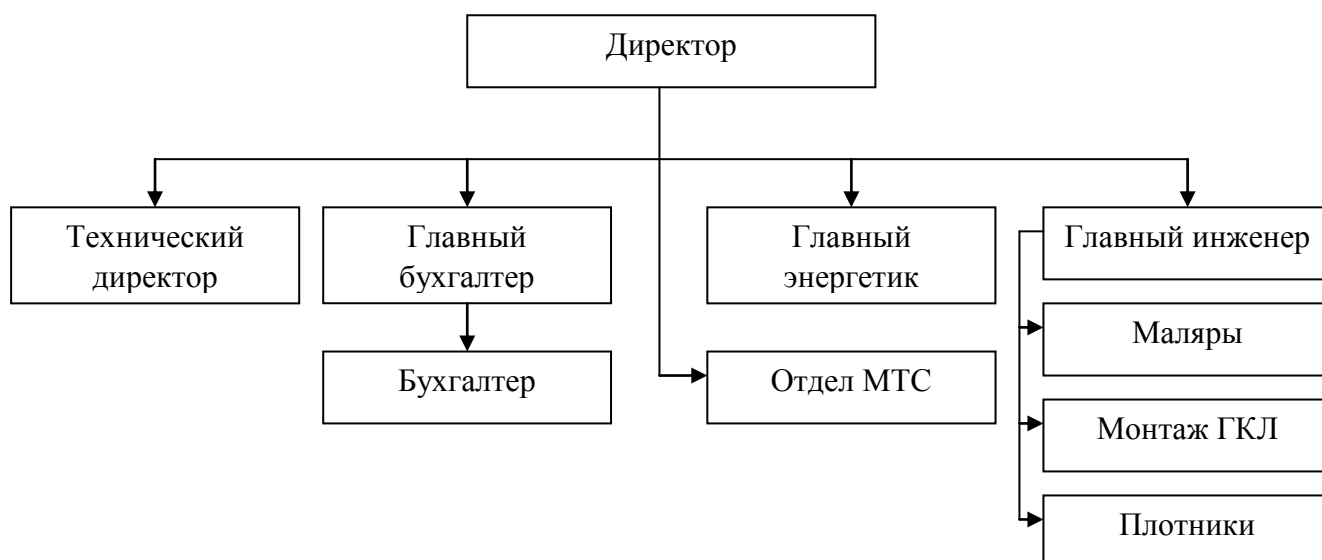 Директор
Технический
директор
Главный
бухгалтер
Главный
энергетик
Главный инженер
Маляры
Бухгалтер
Отдел МТС
Монтаж ГКЛ
Плотники